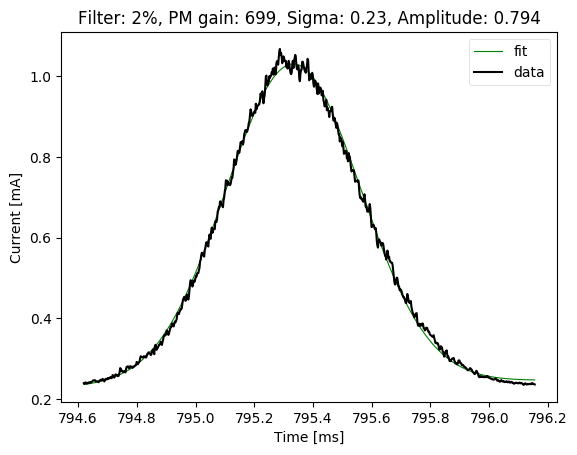 Filter: 2%, PM gain: 699, Sigma: 0.23, Amplitude: 0.794
fit
data
1.0
0.8
0.6
0.4
0.2
Current [mA]
794.6 794.8 795.0 795.2 795.4 795.6 795.8 796.0 796.2
Time [ms]